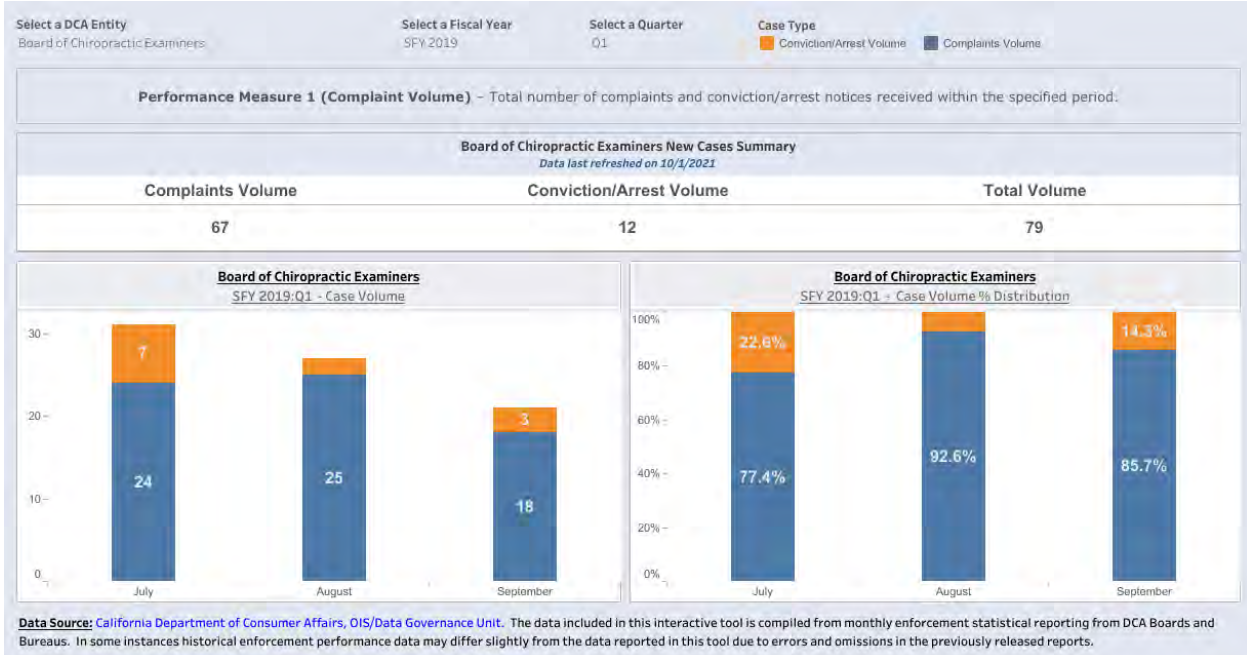 Select a DCA Entity
Board of Chiropractic Examiners
Select a Fiscal Year
SFY 2019
Select a Quarter
Q1
Case Type
Conviction/Arrest Volume
Complaints Volume
Performance Measure 1 (Complaint Volume) – Total number of complaints and conviction/arrest notices received within the specified period.
Board of Chiropractic Examiners New Cases Summary
Data last refreshed on 10/1/2021
Complaints Volume Conviction/Arrest Volume Total Volume
67 12 79
Board of Chiropractic Examiners
SFY 2019:Q1 - Case Volume
30
20
10
0
7
24
25
3
18
July August September
Board of Chiropractic Examiners
SFY 2019:Q1 - Case Volume % Distribution
100%
80%
60%
40%
20%
0%
22.6%
77.4%
92.6%
14.3%
85.7%
July August September
Data Source: California Department of Consumer Affairs, OIS/Data Governance Unit. The data included in this interactive tool is compiled from monthly enforcement statistical reporting from DCA Boards and
Bureaus. In some instances historical enforcement performance data may differ slightly from the data reported in this tool due to errors and omissions in the previously released reports.